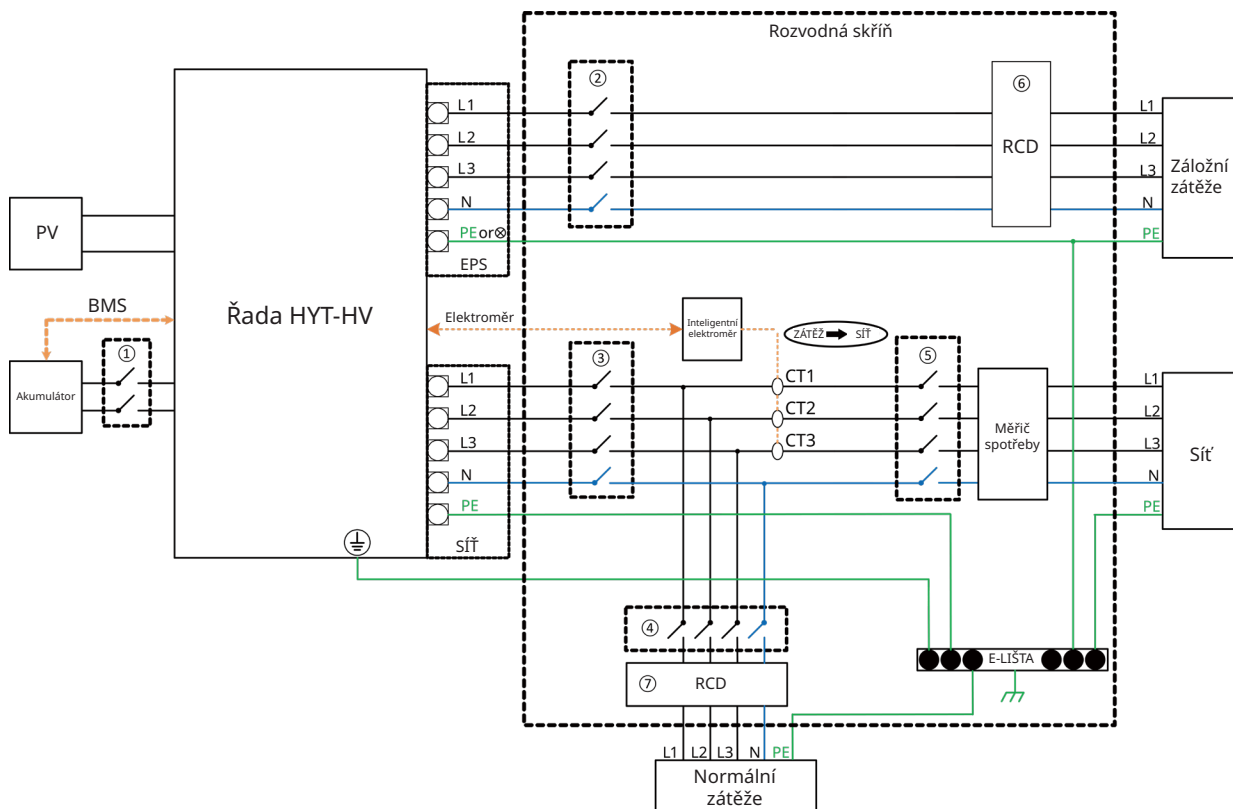 Rozvodná skříň
②
⑥
L1
L2
L3
N
PE or⊗
EPS
RCD
L1
L2
L3
N
PE
Záložní
zátěže
PV
BMS
Řada HYT-HV
Elektroměr
Inteligentní
elektroměr
ZÁTĚŽ ➡ SÍŤ
Akumulátor
①
③
⑤
L1
L2
L3
N
PE
SÍŤ
CT1
CT2
CT3
Měřič
spotřeby
L1
L2
L3
N
PE
Síť
④
⑦ RCD
E-LIŠTA
L1 L2 L3 N PE
Normální
zátěže